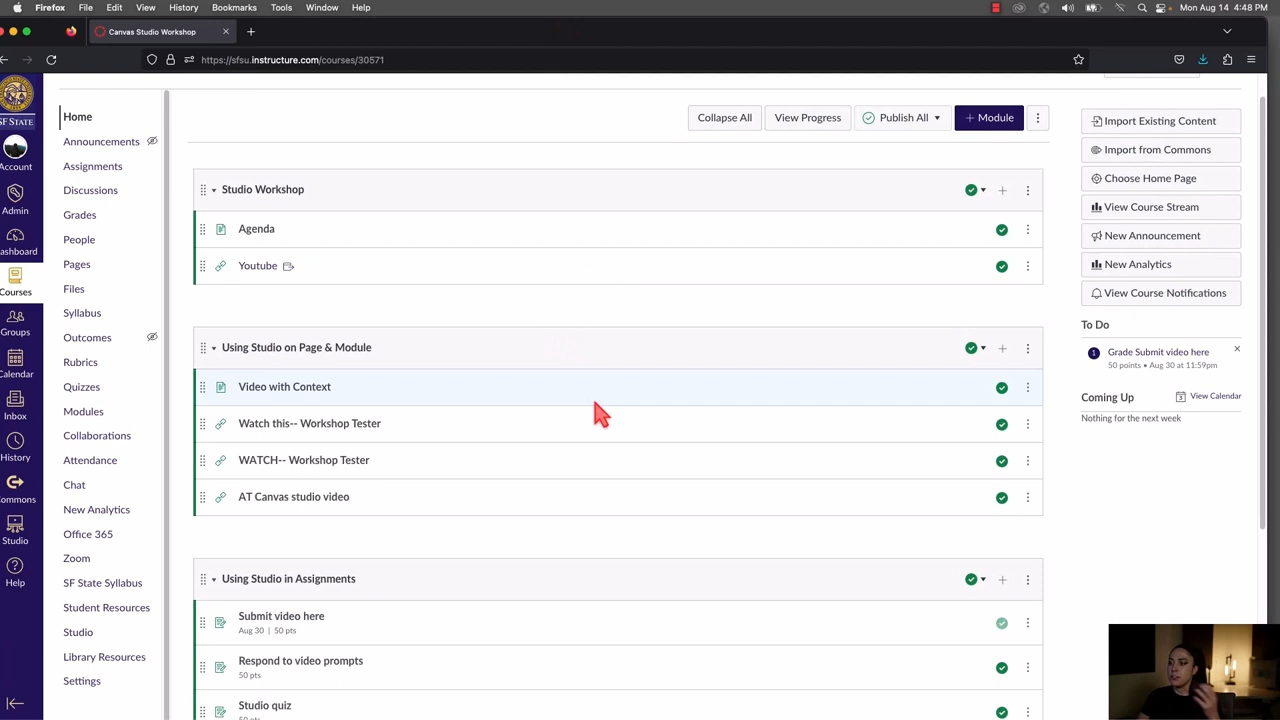 Firefox File Edit View History Bookmarks Tools Window Help Mon Aug 14 4:48 PM
Canvas Studio Workshop
https://sfsu.instructure.com/courses/30571
SF STATE
Account
Admin
ashboard
Courses
Groups
Calendar
Inbox
History
ommons
Studio
Help
Home
Announcements
Assignments
Discussions
Grades
People
Pages
Files
Syllabus
Outcomes
Rubrics
Quizzes
Modules
Collaborations
Attendance
Chat
New Analytics
Office 365
Zoom
SF State Syllabus
Student Resources
Studio
Library Resources
Settings
Collapse All View Progress Publish All + Module
Studio Workshop
Agenda
Youtube
Using Studio on Page & Module
Video with Context
Watch this-- Workshop Tester
WATCH-- Workshop Tester
AT Canvas studio video
Using Studio in Assignments
Submit video here
Aug 30 | 50 pts
Respond to video prompts
50 pts
Studio quiz
50 pts
Import Existing Content
Import from Commons
Choose Home Page
View Course Stream
New Announcement
New Analytics
View Course Notifications
To Do
1 Grade Submit video here
50 points • Aug 30 at 11:59pm
Coming Up View Calendar
Nothing for the next week